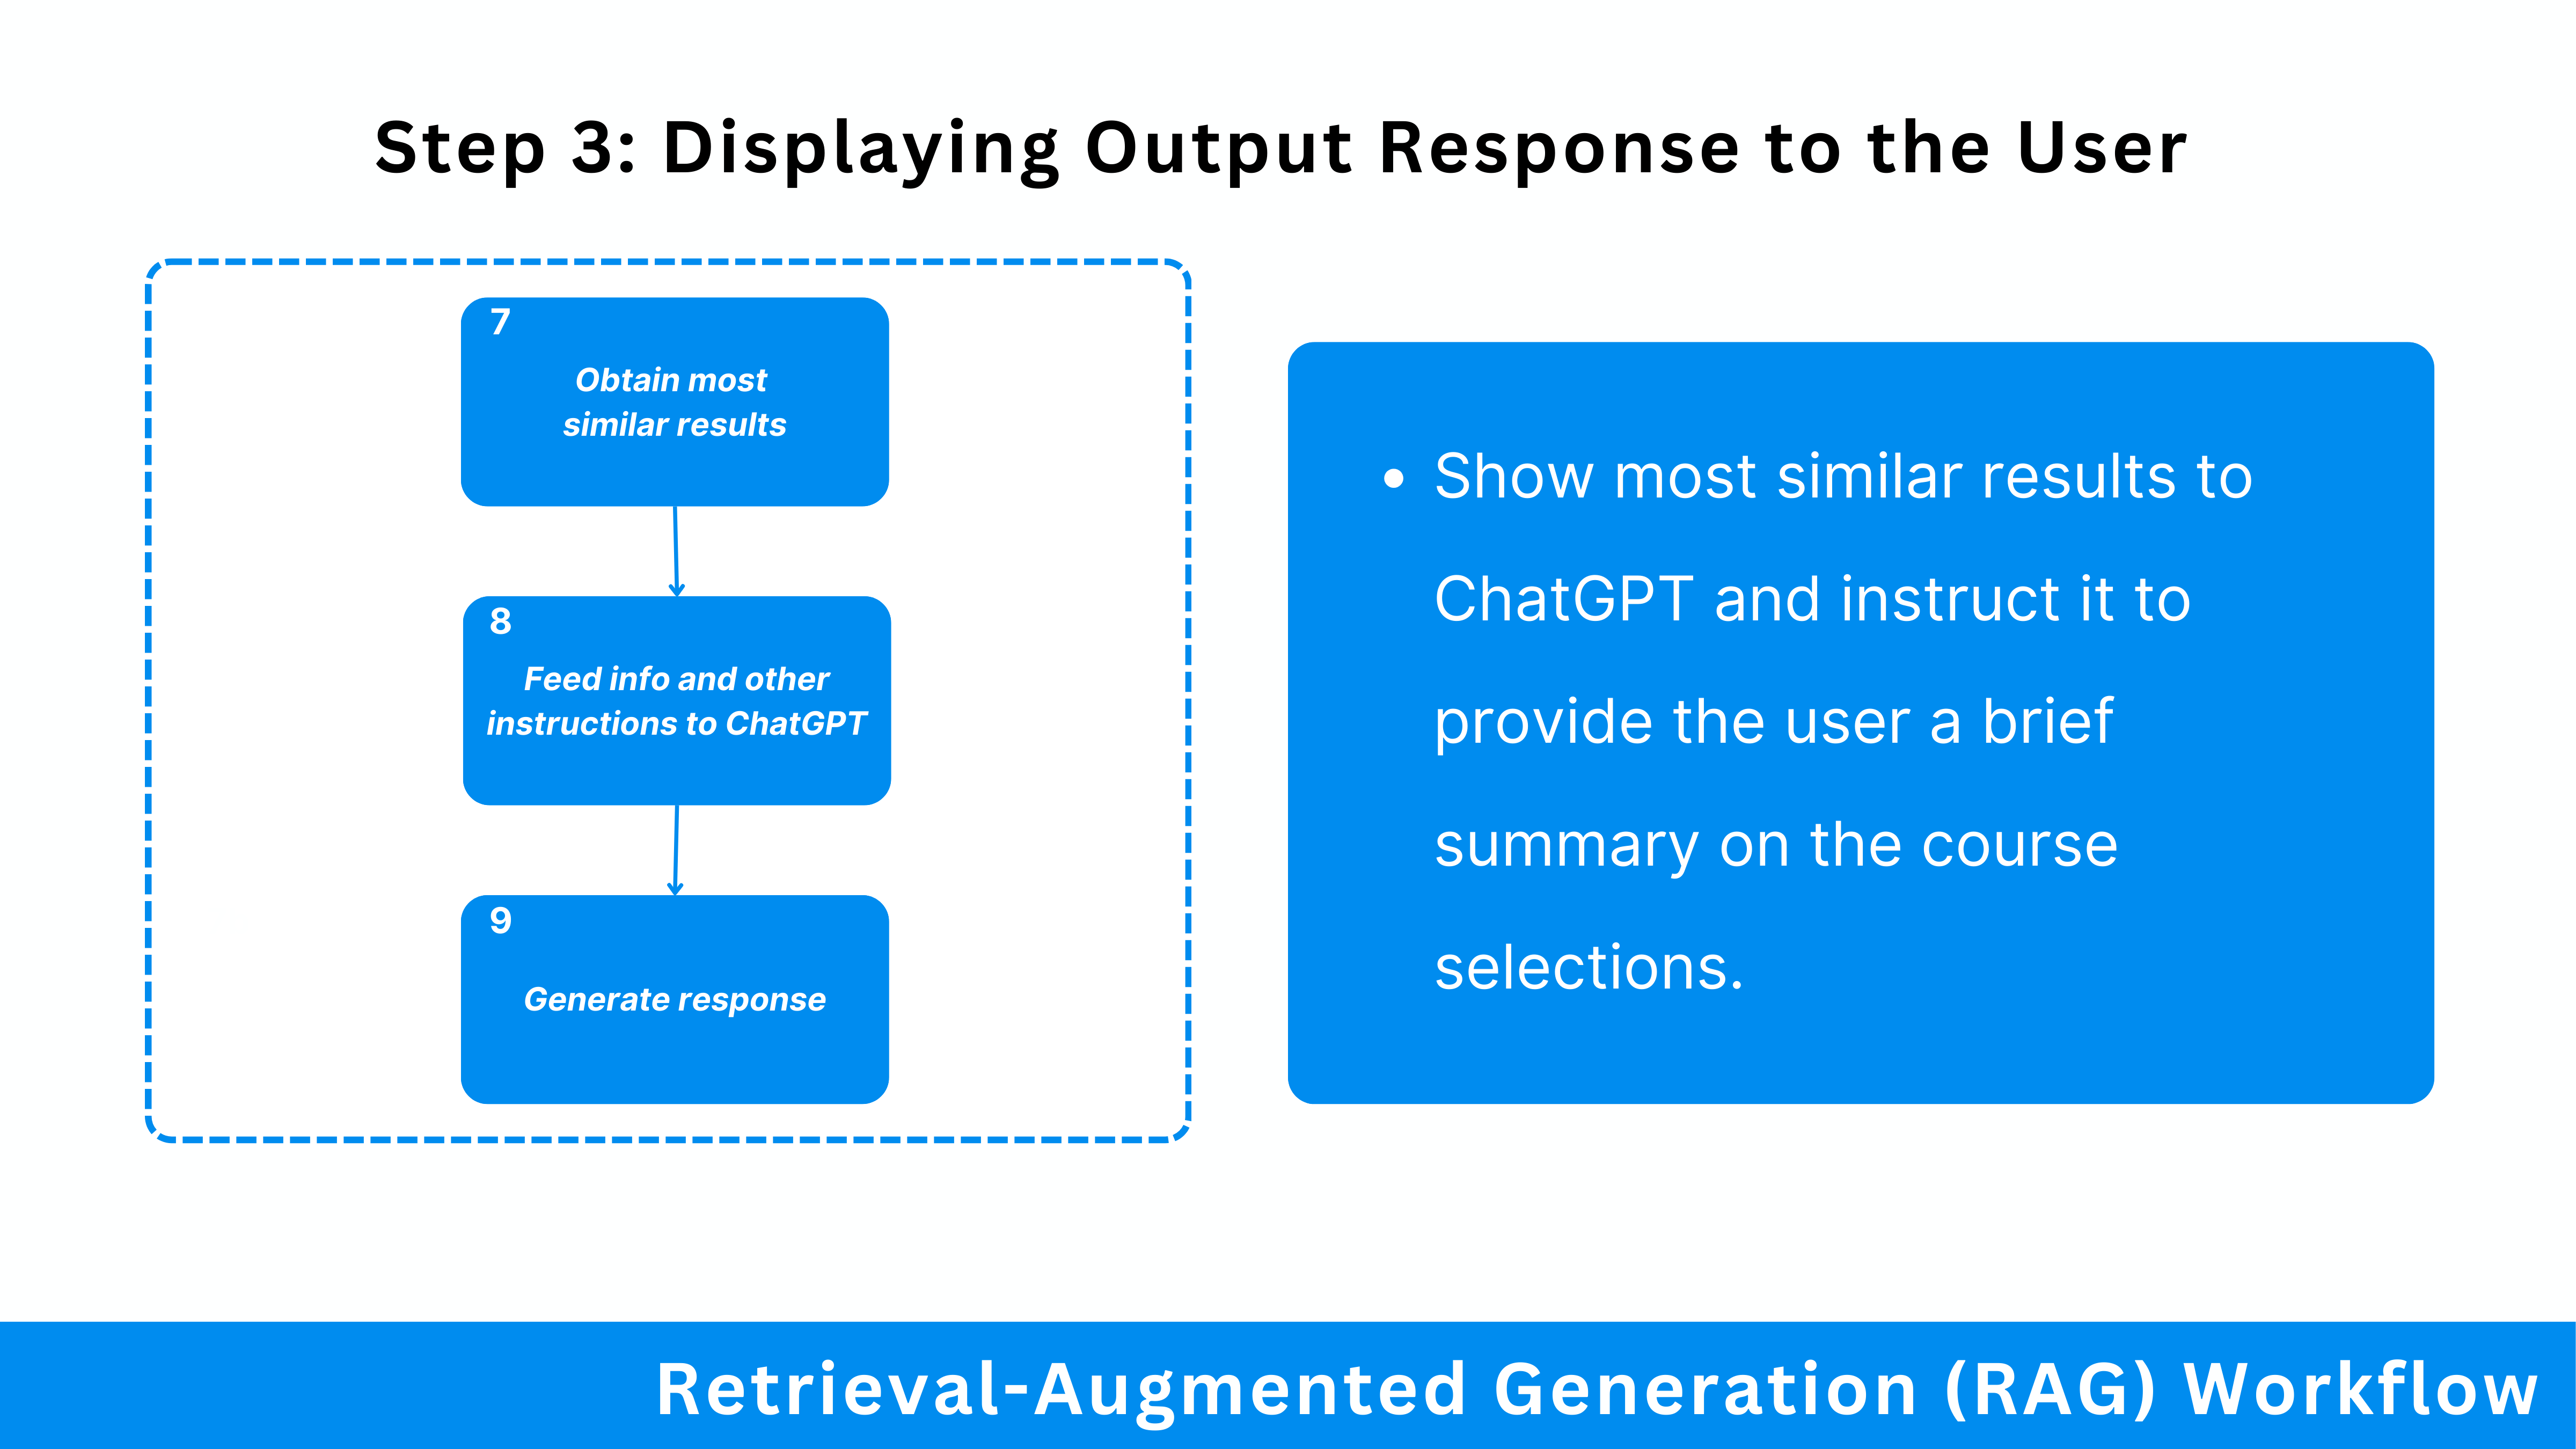 Step 3: Displaying Output Response to the User
7
Obtain most
similar results
8
Feed info and other
instructions to ChatGPT
9
Generate response
• Show most similar results to
ChatGPT and instruct it to
provide the user a brief
summary on the course
selections.
Retrieval-Augmented Generation (RAG) Workflow